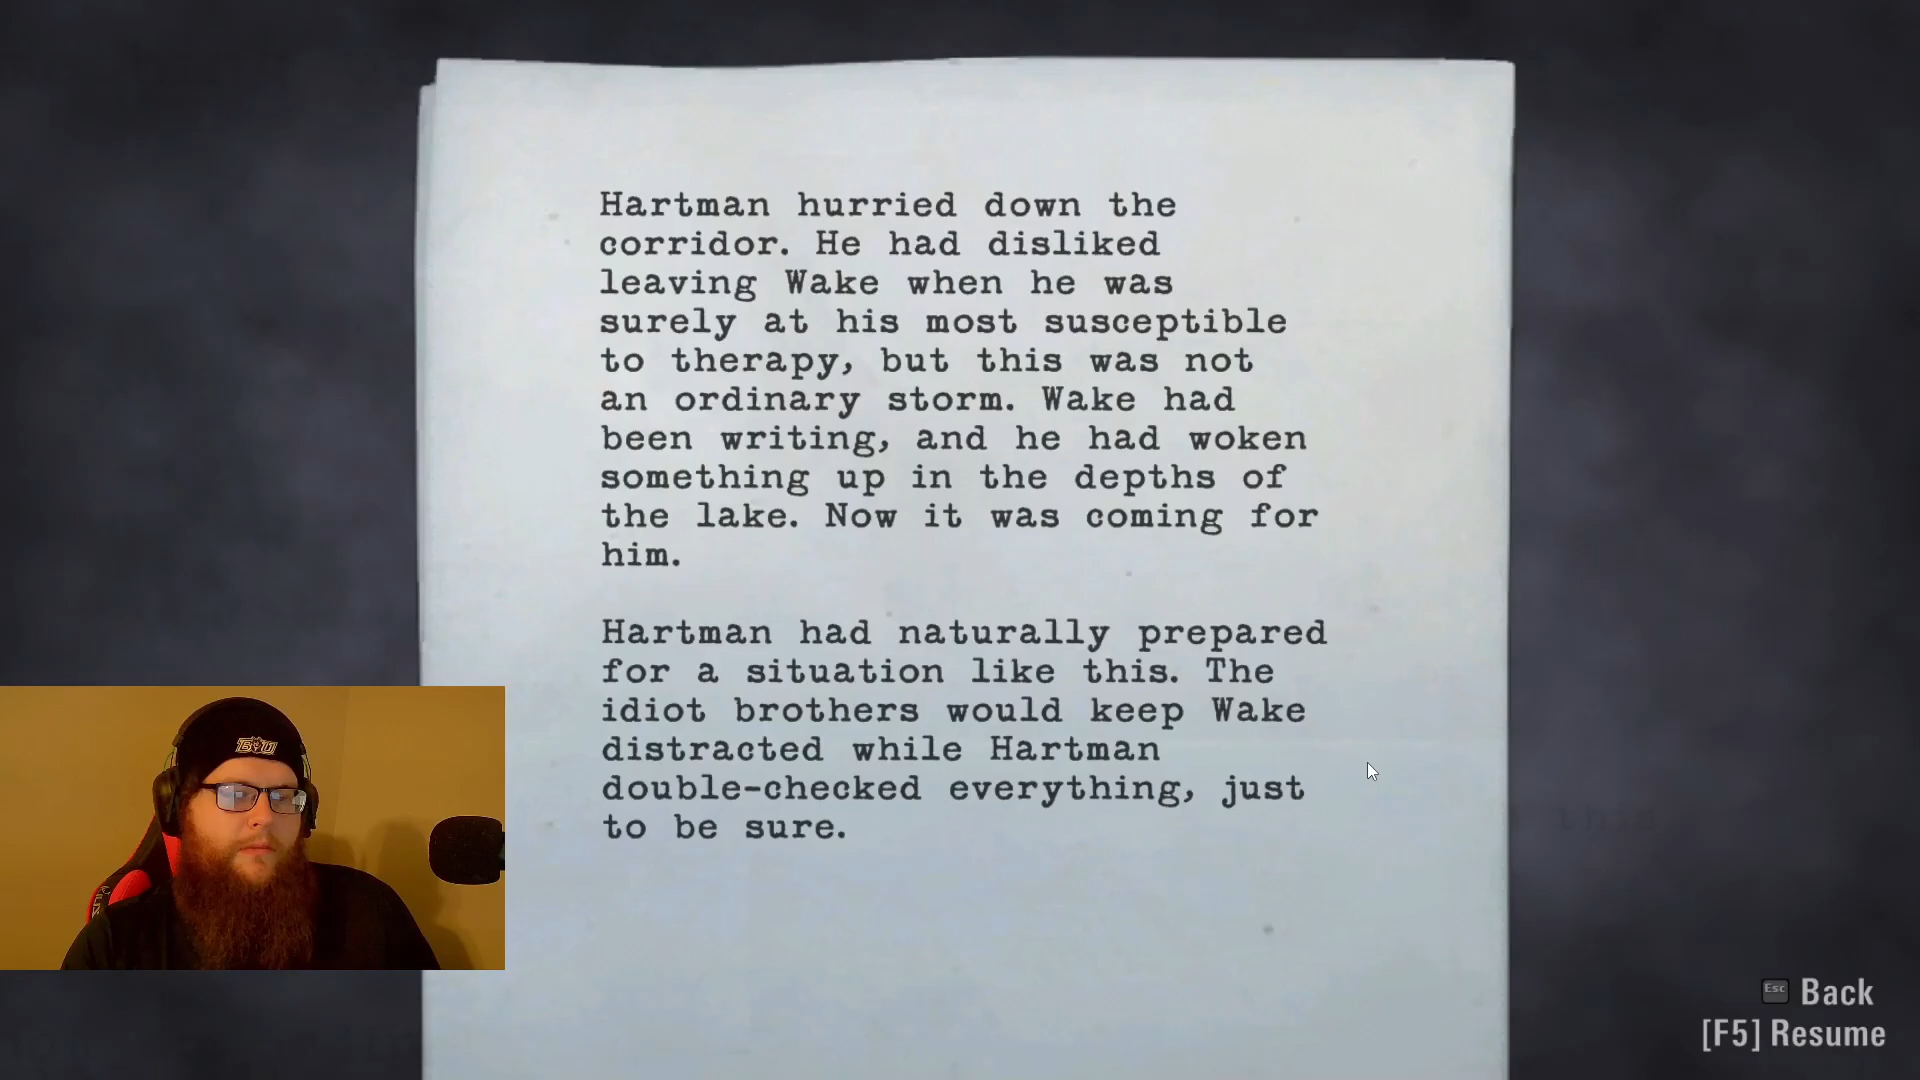 Hartman hurried down the
corridor. He had disliked
leaving Wake when he was
surely at his most susceptible
to therapy, but this was not
an ordinary storm. Wake had
been writing, and he had woken
something up in the depths of
the lake. Now it was coming for
him.
Hartman had naturally prepared
for a situation like this. The
idiot brothers would keep Wake
distracted while Hartman
double-checked everything, just
to be sure.
Esc Back
[F5] Resume